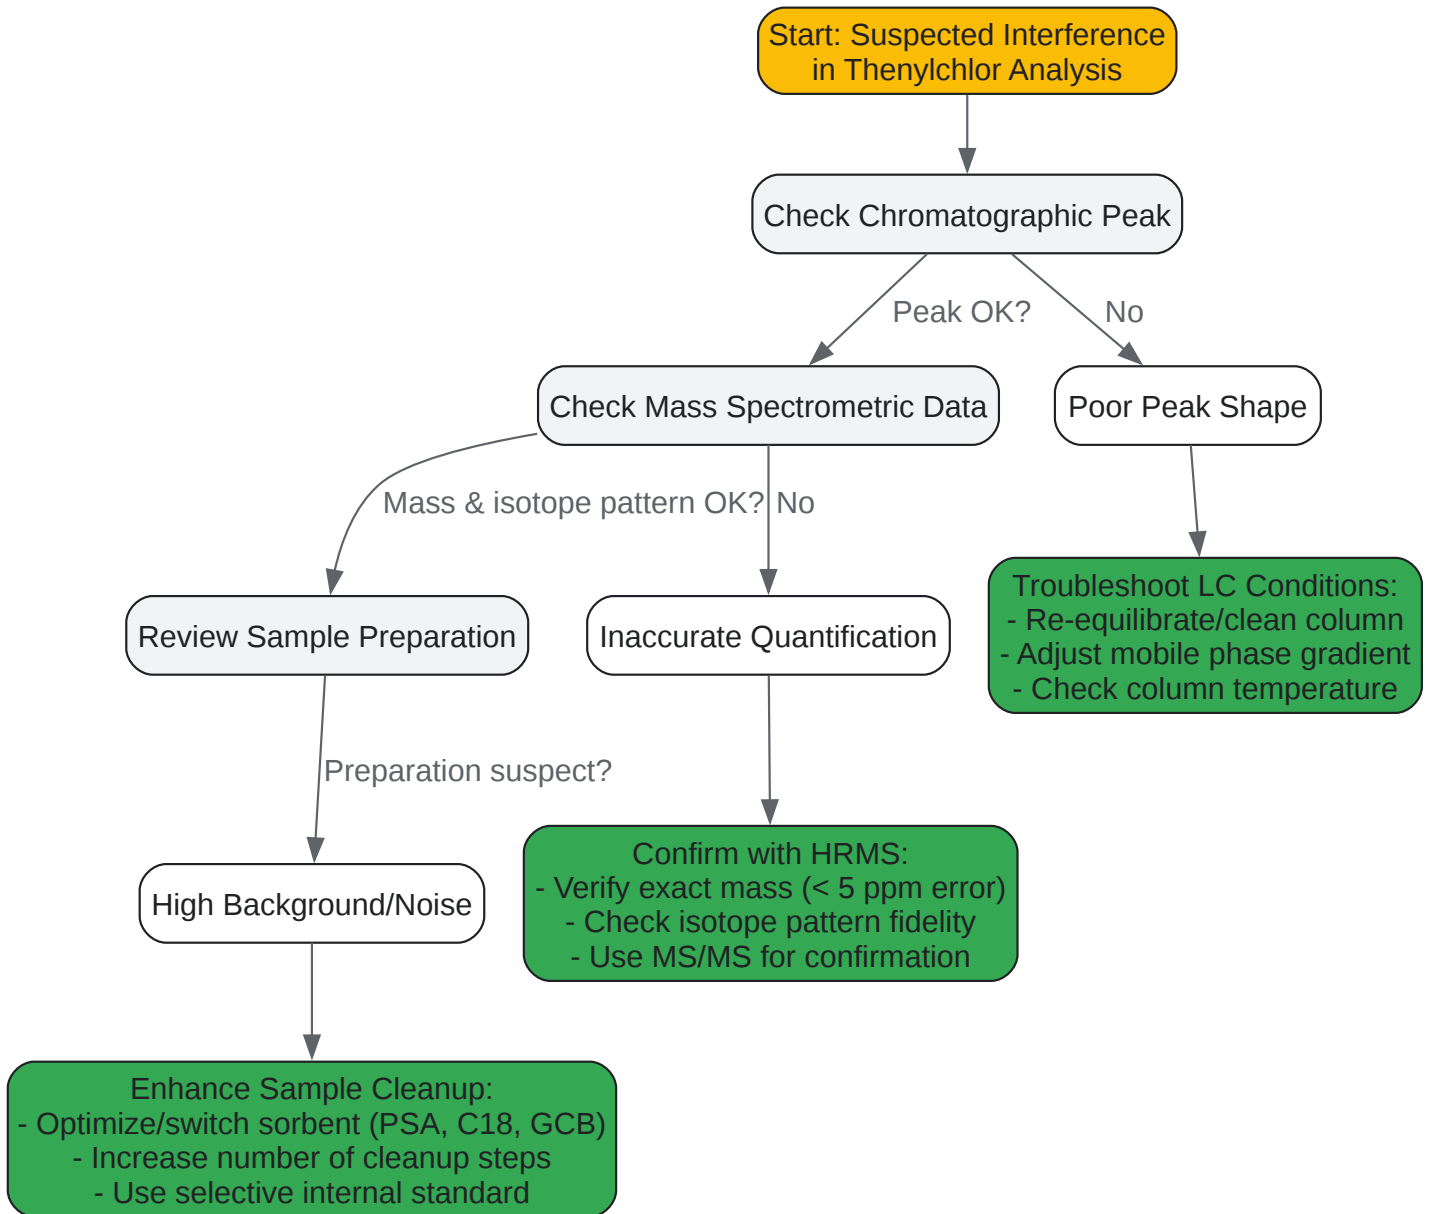 Start: Suspected Interference
in Thenylchlor Analysis
Check Chromatographic Peak
Peak OK?
No
Check Mass Spectrometric Data
Poor Peak Shape
Mass & isotope pattern OK?
No
Troubleshoot LC Conditions:
- Re-equilibrate/clean column
- Adjust mobile phase gradient
- Check column temperature
Review Sample Preparation
Inaccurate Quantification
Preparation suspect?
Confirm with HRMS:
- Verify exact mass (< 5 ppm error)
- Check isotope pattern fidelity
- Use MS/MS for confirmation
High Background/Noise
Enhance Sample Cleanup:
- Optimize/switch sorbent (PSA, C18, GCB)
- Increase number of cleanup steps
- Use selective internal standard